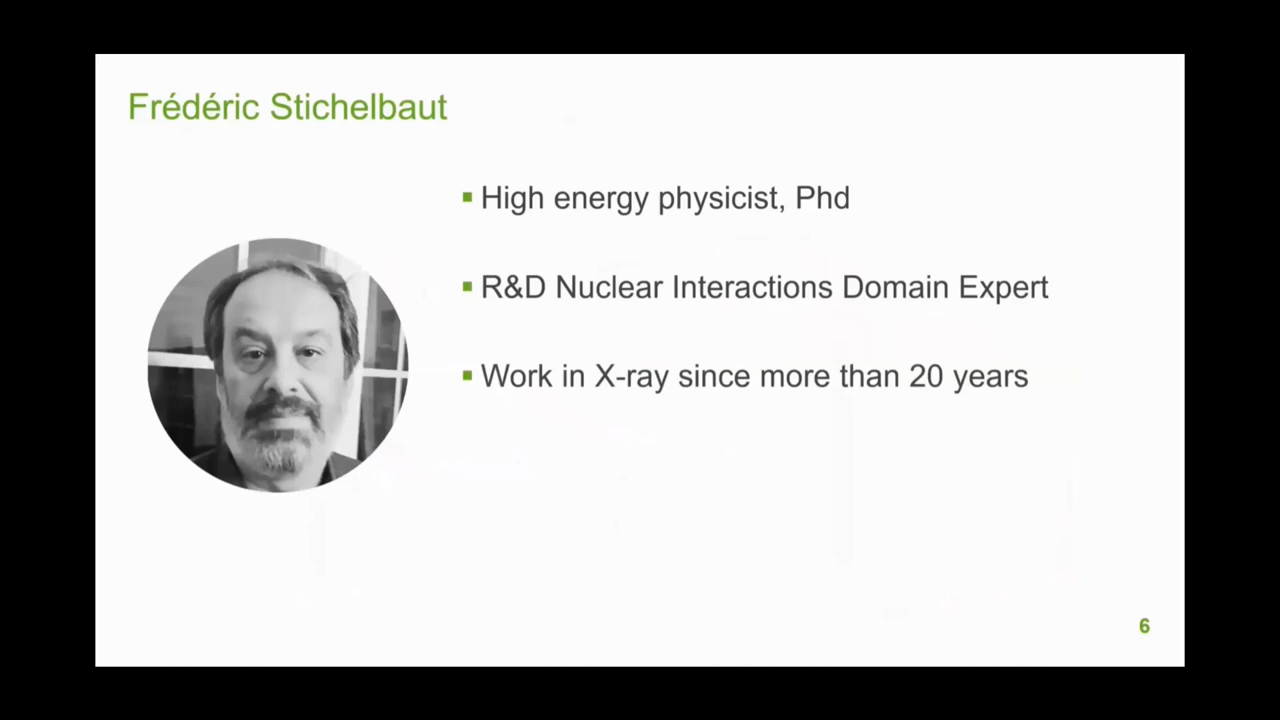 Frédéric Stichelbaut
High energy physicist, Phd
R&D Nuclear Interactions Domain Expert
Work in X-ray since more than 20 years
6